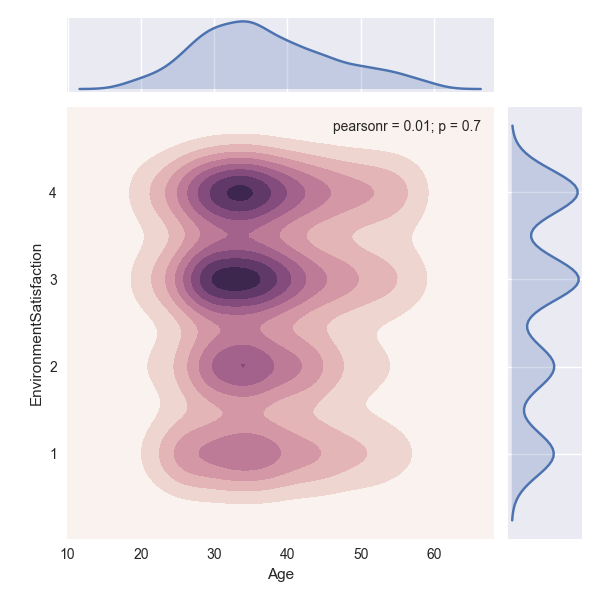 pearsonr = 0.01; p = 0.7
4
3
2
1
EnvironmentSatisfaction
10 20 30 40 50 60
Age